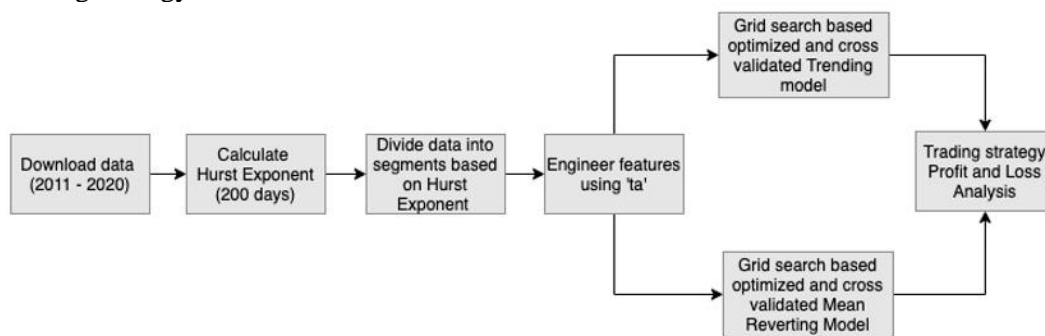 Download data
(2011 - 2020)
Calculate
Hurst Exponent
(200 days)
Divide data into
segments based
on Hurst
Exponent
Engineer features
using 'ta'
Grid search based
optimized and cross
validated Trending
model
Grid search based
optimized and cross
validated Mean
Reverting Model
Trading strategy
Profit and Loss
Analysis